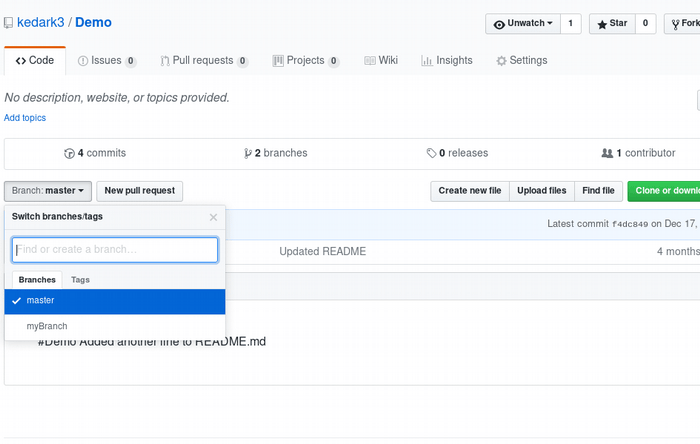 kedark3 / Demo
Unwatch 1 Star 0 Fork
Code Issues 0 Pull requests 0 Projects 0 Wiki Insights Settings
No description, website, or topics provided.
Add topics
4 commits 2 branches 0 releases 1 contributor
Branch: master New pull request Create new file Upload files Find file Clone or downlo
Switch branches/tags
Latest commit f4dc849 on Dec 17,
Find or create a branch...
Updated README 4 months
Branches Tags
master
myBranch
#Demo Added another line to README.md